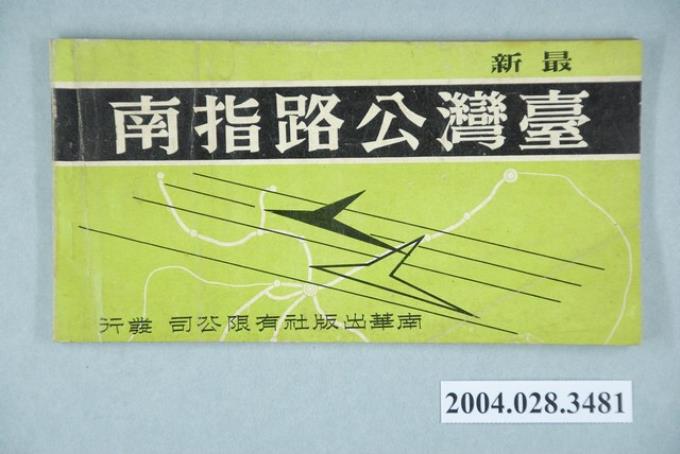 最新
臺灣公路指南
南華出版社有限公司 發行
2004.028.3481